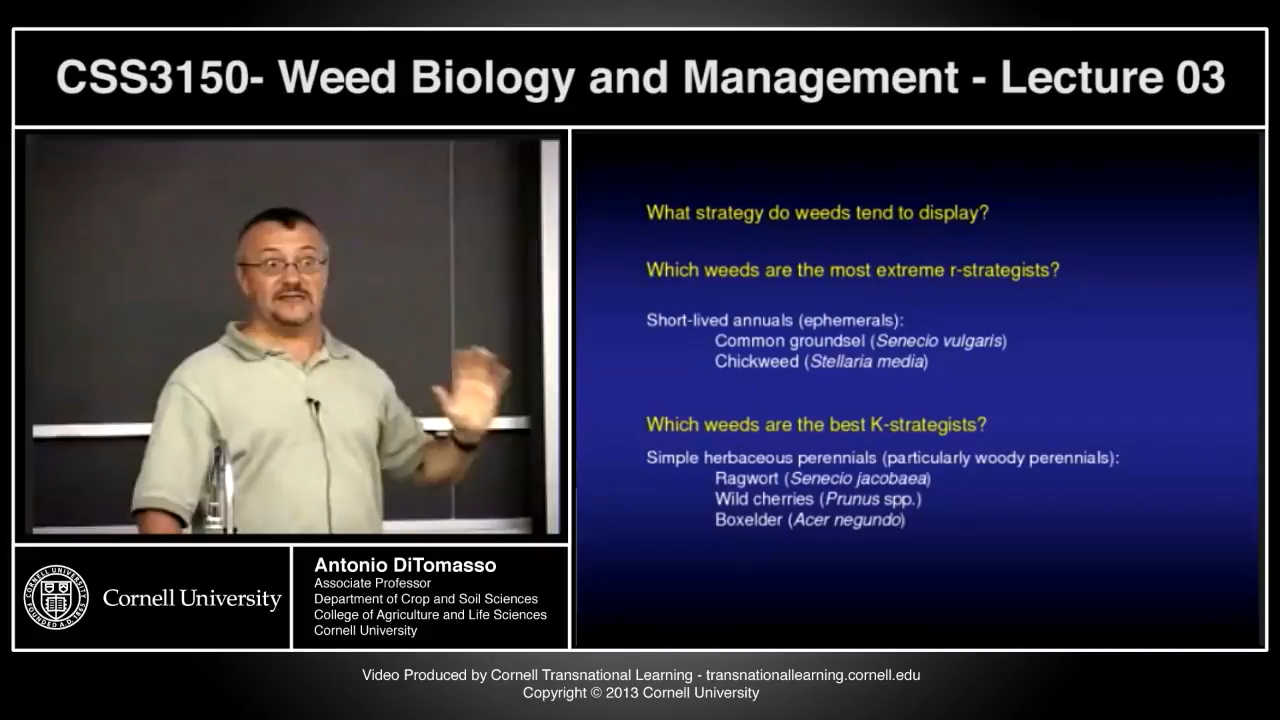 CSS3150- Weed Biology and Management - Lecture 03
What strategy do weeds tend to display?
Which weeds are the most extreme r-strategists?
Short-lived annuals (ephemerals):
Common groundsel (Senecio vulgaris)
Chickweed (Stellaria media)
Which weeds are the best K-strategists?
Simple herbaceous perennials (particularly woody perennials):
Ragwort (Senecio jacobaea)
Wild cherries (Prunus spp.)
Boxelder (Acer negundo)
Cornell University
Antonio DiTomasso
Associate Professor
Department of Crop and Soil Sciences
College of Agriculture and Life Sciences
Cornell University
Video Produced by Cornell Transnational Learning - transnationallearning.cornell.edu
Copyright © 2013 Cornell University